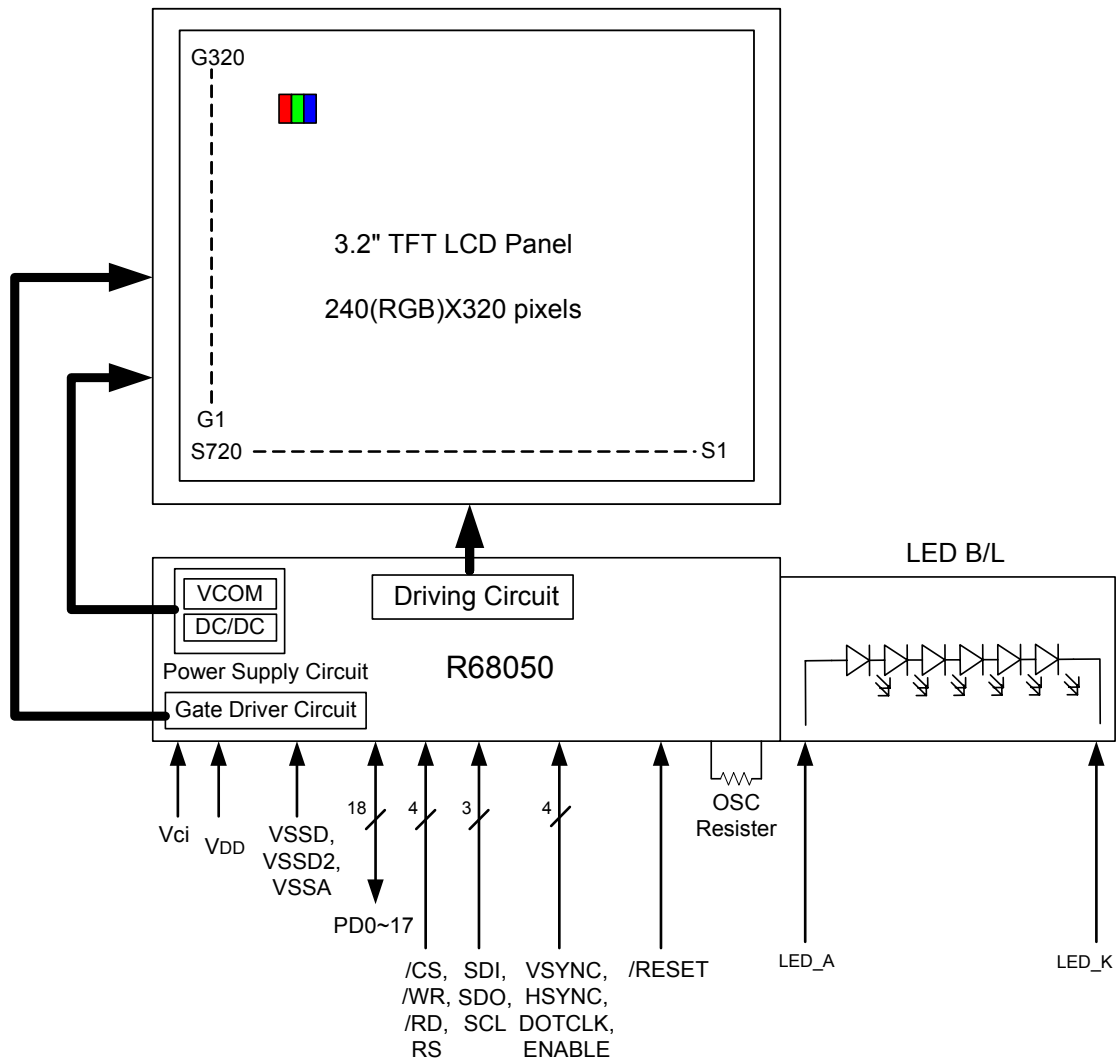 G320
3.2" TFT LCD Panel
240(RGB)X320 pixels
G1
S720
S1
LED B/L
VCOM
DC/DC
Driving Circuit
Power Supply Circuit
R68050
Gate Driver Circuit
18
4
3
4
OSC
Resister
Vci
VDD
VSSD,
VSSD2,
VSSA
PD0~17
/CS,
/WR,
/RD,
RS
SDI,
SDO,
SCL
VSYNC,
HSYNC,
DOTCLK,
ENABLE
/RESET
LED_A
LED_K